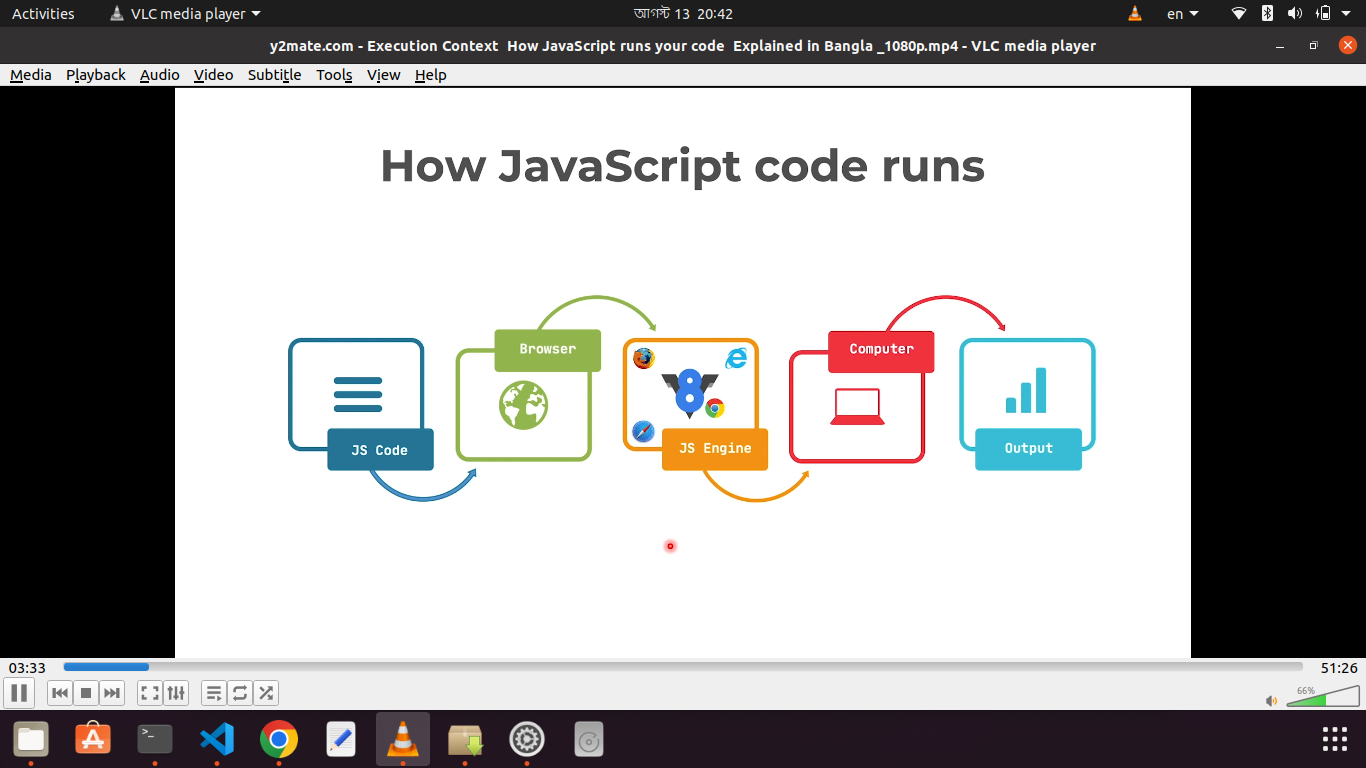 Activities VLC media player আগস্ট 13 20:42 en
y2mate.com - Execution Context How JavaScript runs your code Explained in Bangla _1080p.mp4 - VLC media player
Media Playback Audio Video Subtitle Tools View Help
How JavaScript code runs
Browser
Computer
JS Code
JS Engine
Output
03:33 51:26
66%